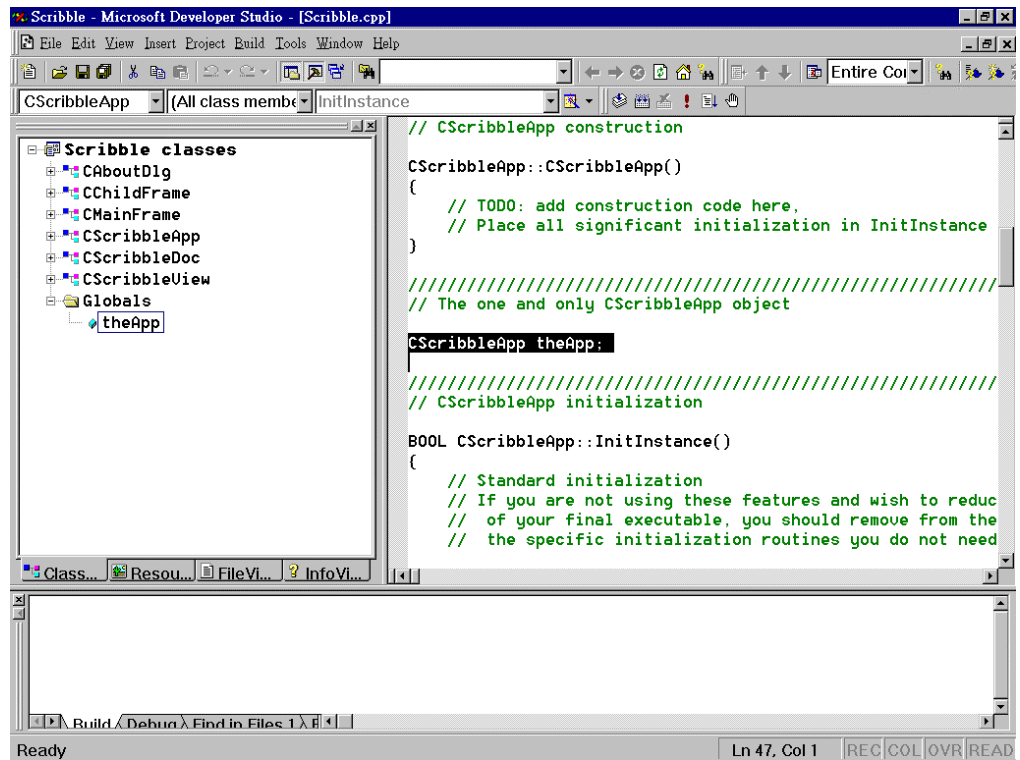 Scribble - Microsoft Developer Studio - [Scribble.cpp]
File Edit View Insert Project Build Tools Window Help
Entire Co
CScribbleApp (All class membe InitInstance
Scribble classes
CAboutDlg
CChildFrame
CMainFrame
CScribbleApp
CScribbleDoc
CScribbleView
Globals
theApp
// CScribbleApp construction
CScribbleApp::CScribbleApp()
{
// TODO: add construction code here,
// Place all significant initialization in InitInstance
}
////////////////////////////////////////////////////////////
// The one and only CScribbleApp object
CScribbleApp theApp;
////////////////////////////////////////////////////////////
// CScribbleApp initialization
BOOL CScribbleApp::InitInstance()
{
// Standard initialization
// If you are not using these features and wish to reduc
// of your final executable, you should remove from the
// the specific initialization routines you do not need
Class... Resou... FileVi... InfoVi...
Build Debug Find in Files 1 F
Ready Ln 47, Col 1 REC COL OVR READ